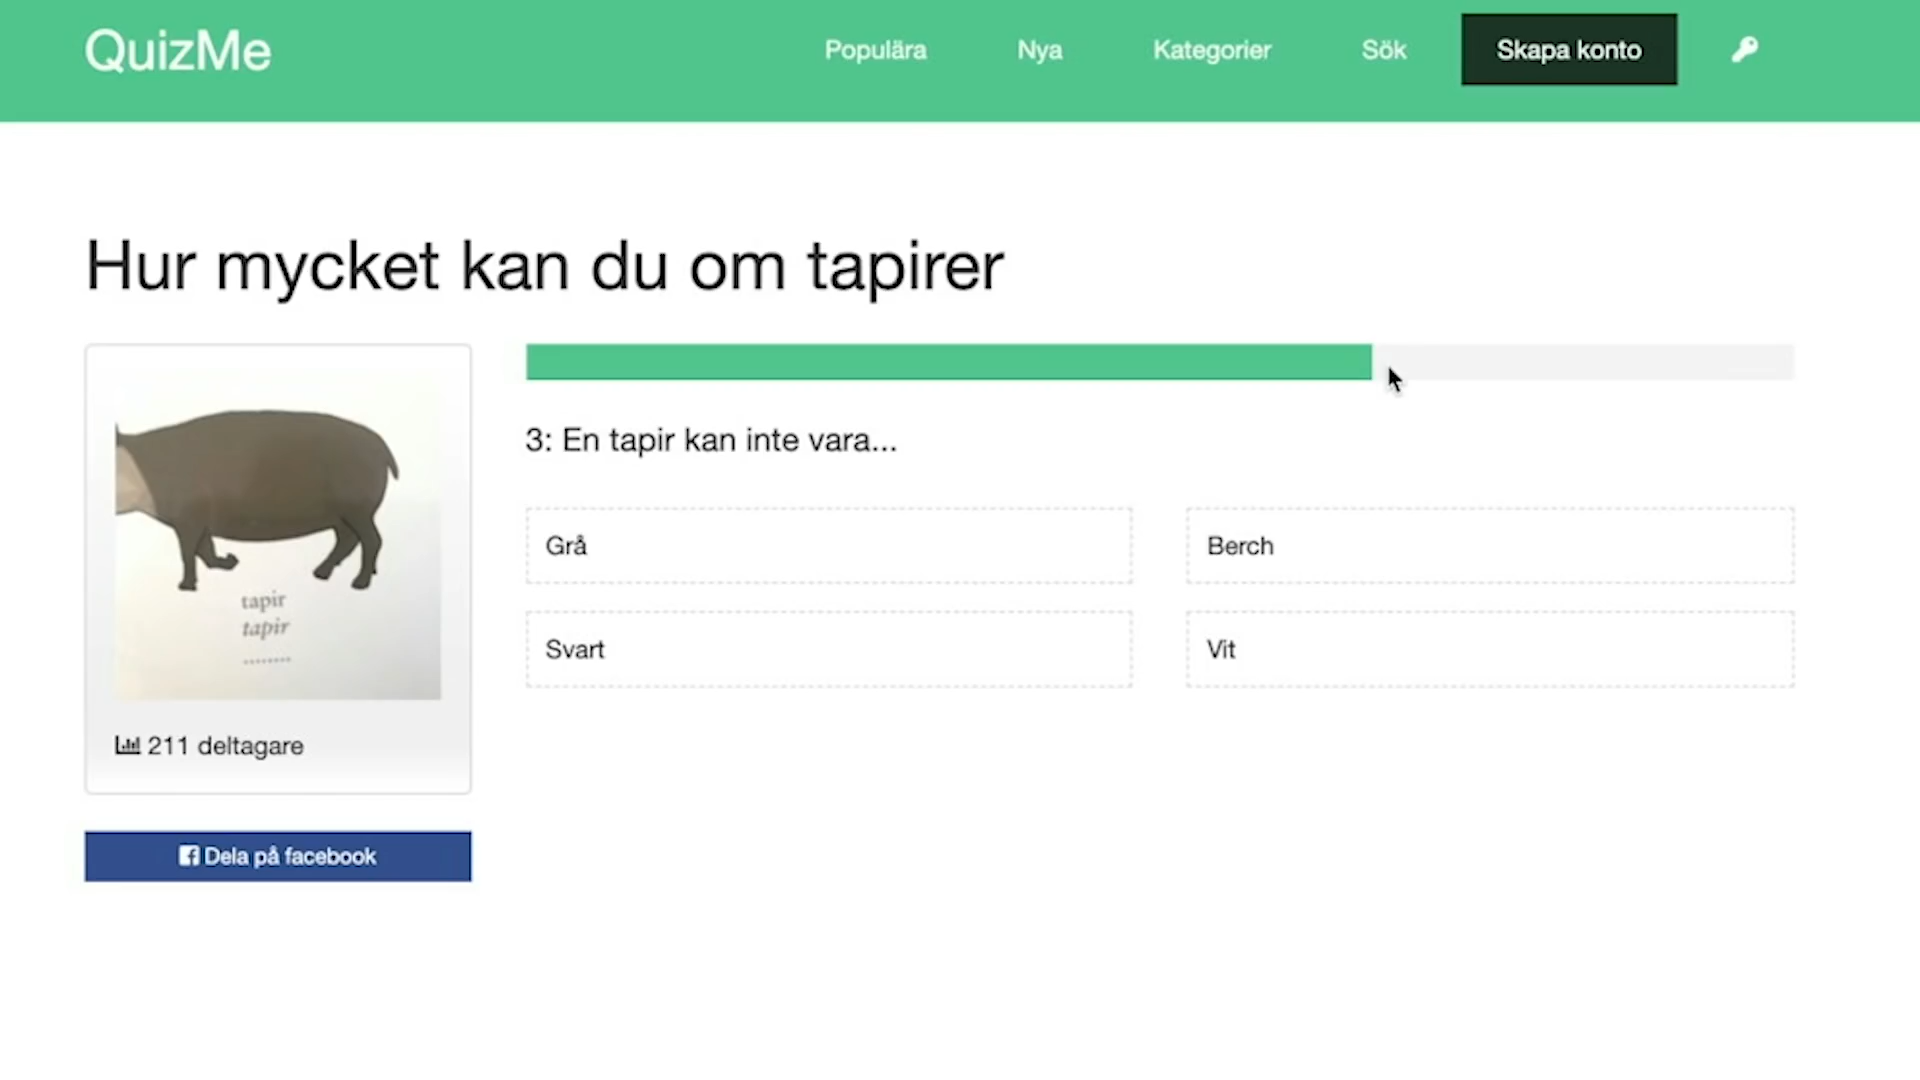 QuizMe
Populära
Nya
Kategorier
Sök
Skapa konto
Hur mycket kan du om tapirer
tapir
tapir
211 deltagare
Dela på facebook
3: En tapir kan inte vara...
Grå
Berch
Svart
Vit